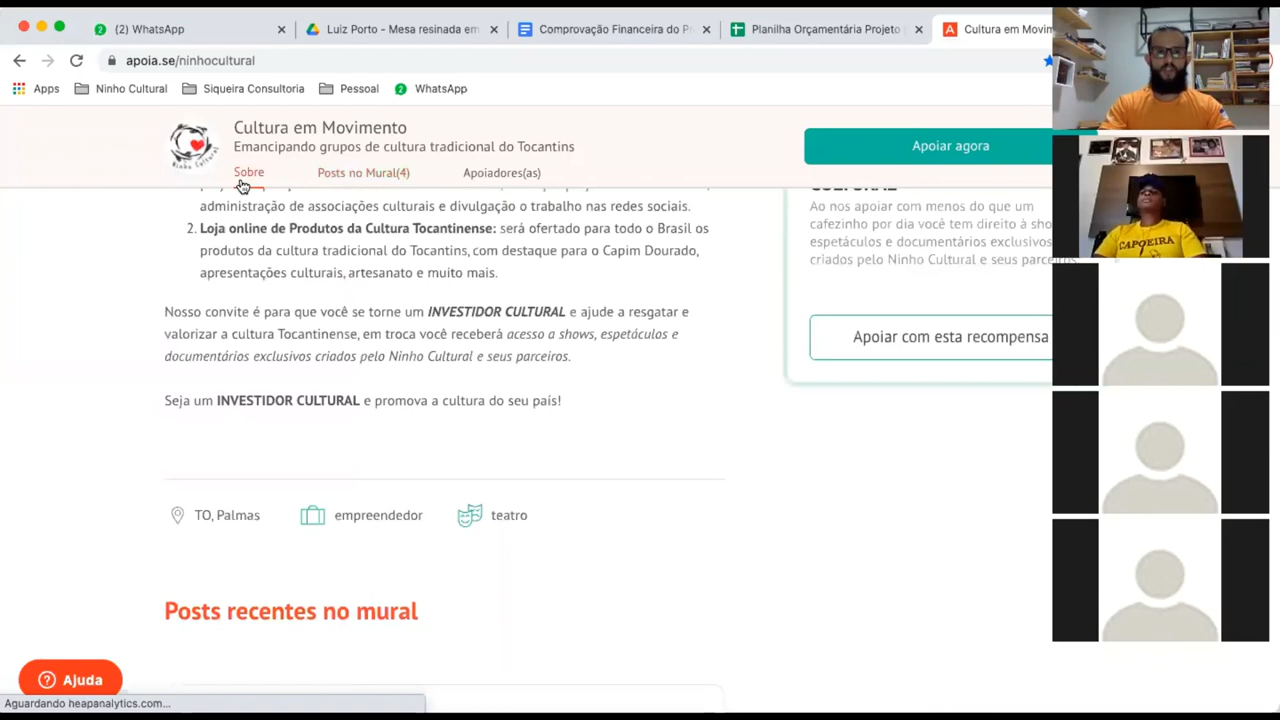 (2) WhatsApp
Luiz Porto - Mesa resinada em
Comprovação Financeira do P
Planilha Orçamentária Projeto
Cultura em Movim
apoia.se/ninhocultural
Apps
Ninho Cultural
Siqueira Consultoria
Pessoal
WhatsApp
Cultura em Movimento
Emancipando grupos de cultura tradicional do Tocantins
Sobre
Posts no Mural(4)
Apoiadores(as)
Apoiar agora
Ninho Cultural
administração de associações culturais e divulgação o trabalho nas redes sociais.
2. Loja online de Produtos da Cultura Tocantinense: será ofertado para todo o Brasil os
produtos da cultura tradicional do Tocantins, com destaque para o Capim Dourado,
apresentações culturais, artesanato e muito mais.
Nosso convite é para que você se torne um INVESTIDOR CULTURAL e ajude a resgatar e
valorizar a cultura Tocantinense, em troca você receberá acesso a shows, espetáculos e
documentários exclusivos criados pelo Ninho Cultural e seus parceiros.
Seja um INVESTIDOR CULTURAL e promova a cultura do seu país!
TO, Palmas
empreendedor
teatro
Posts recentes no mural
CULTURAL
Ao nos apoiar com menos do que um
cafezinho por dia você tem direito à sho
espetáculos e documentários exclusivos
criados pelo Ninho Cultural e seus parceiros.
Apoiar com esta recompensa
CAPOEIRA
Ajuda
Aguardando heapanalytics.com...